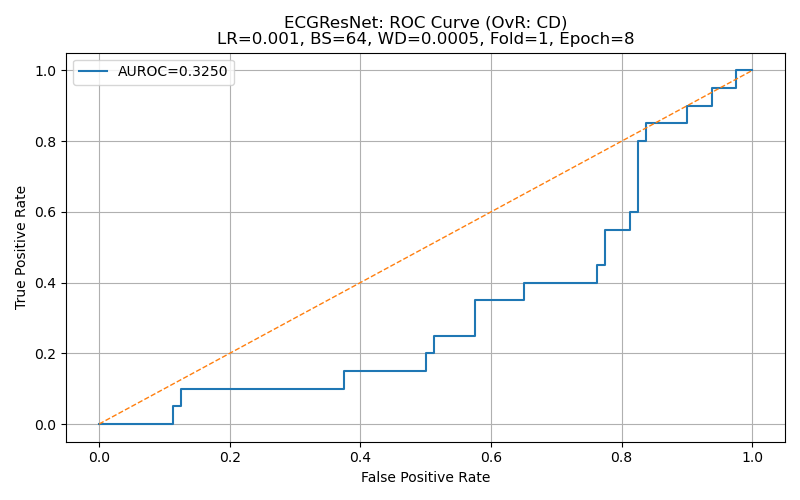 ECGResNet: ROC Curve (OvR: CD)
LR=0.001, BS=64, WD=0.0005, Fold=1, Epoch=8
AUROC=0.3250
True Positive Rate
1.0
0.8
0.6
0.4
0.2
0.0
0.0 0.2 0.4 0.6 0.8 1.0
False Positive Rate